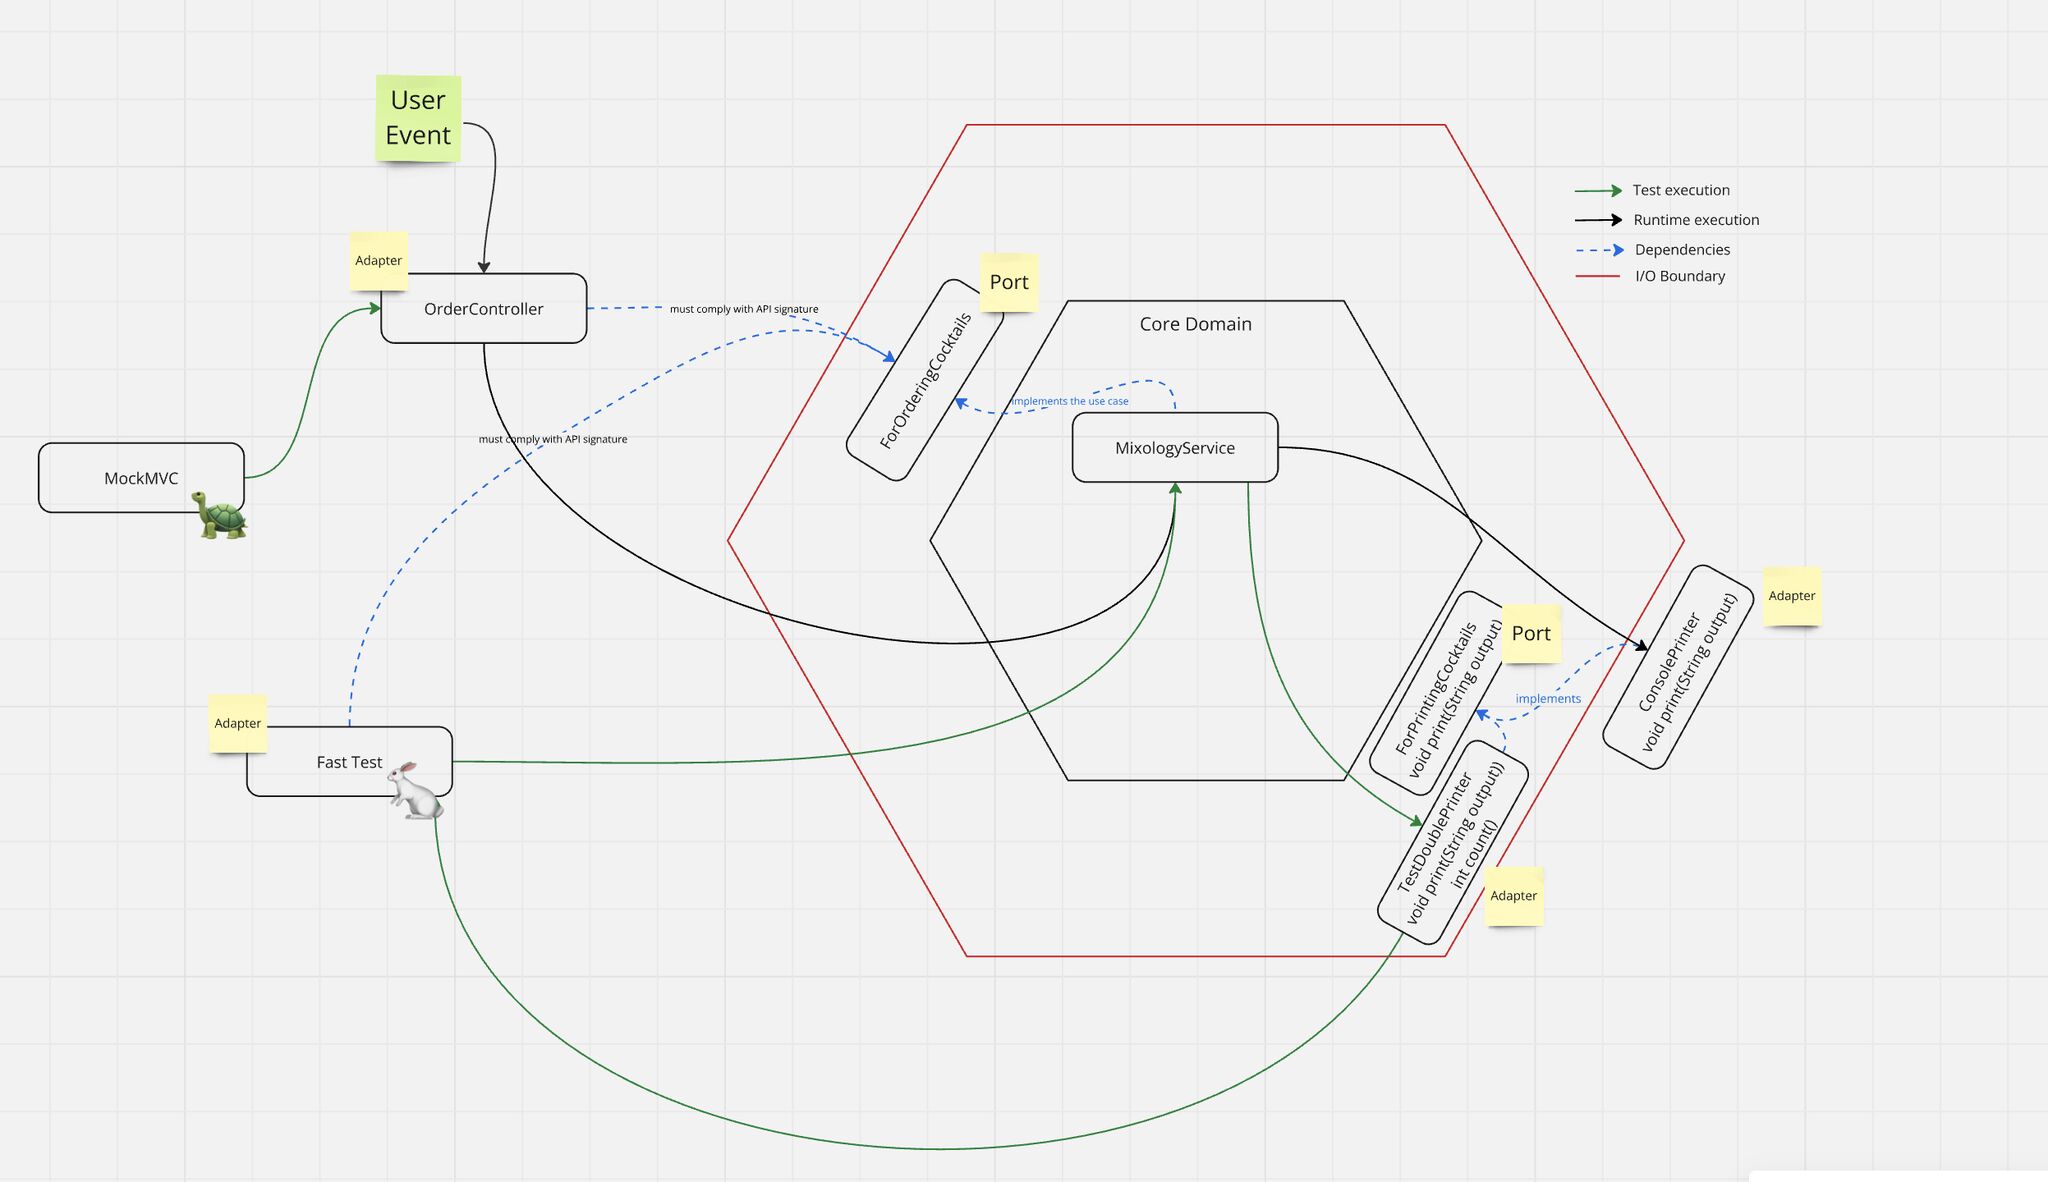 User
Event
Test execution
Runtime execution
Dependencies
I/O Boundary
Adapter
OrderController
must comply with API signature
Port
ForOrderingCocktails
Core Domain
implements the use case
MixologyService
must comply with API signature
MockMVC
Adapter
Fast Test
Port
ForPrintingCocktails
void print(String output)
implements
ConsolePrinter
void print(String output)
Adapter
TestDoublePrinter
void print(String output))
int count()
Adapter